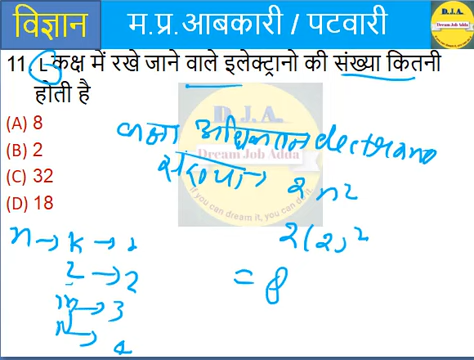 विज्ञान म.प्र.आबकारी / पटवारी
D.J.A.
Dream Job Adda
11. L कक्ष में रखे जाने वाले इलेक्ट्रानो की संख्या कितनी
होती है
(A) 8
(B) 2
(C) 32
(D) 18
D.J.A.
Dream Job Adda
If you can dream it, you can do it.
अधिकतम electrano
संख्या →
2n²
2(2)²
= 8
n → K → 1
L → 2
m → 3
N → 4